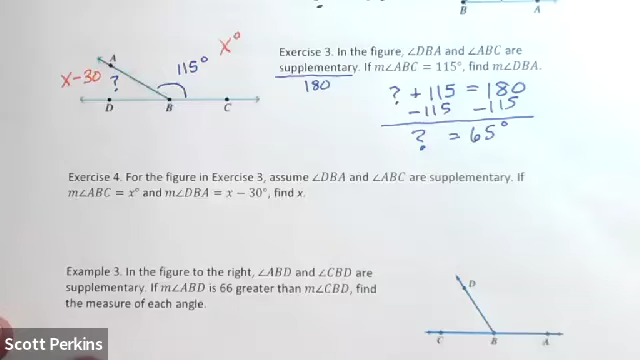 B A
x°
A
115°
x-30
?
D B C
Exercise 3. In the figure, ∠DBA and ∠ABC are
supplementary. If m∠ABC = 115°, find m∠DBA.
180
? + 115 = 180
-115 -115
? = 65°
Exercise 4. For the figure in Exercise 3, assume ∠DBA and ∠ABC are supplementary. If
m∠ABC = x° and m∠DBA = x − 30°, find x.
Example 3. In the figure to the right, ∠ABD and ∠CBD are
supplementary. If m∠ABD is 66 greater than m∠CBD, find
the measure of each angle.
D
C B A
Scott Perkins